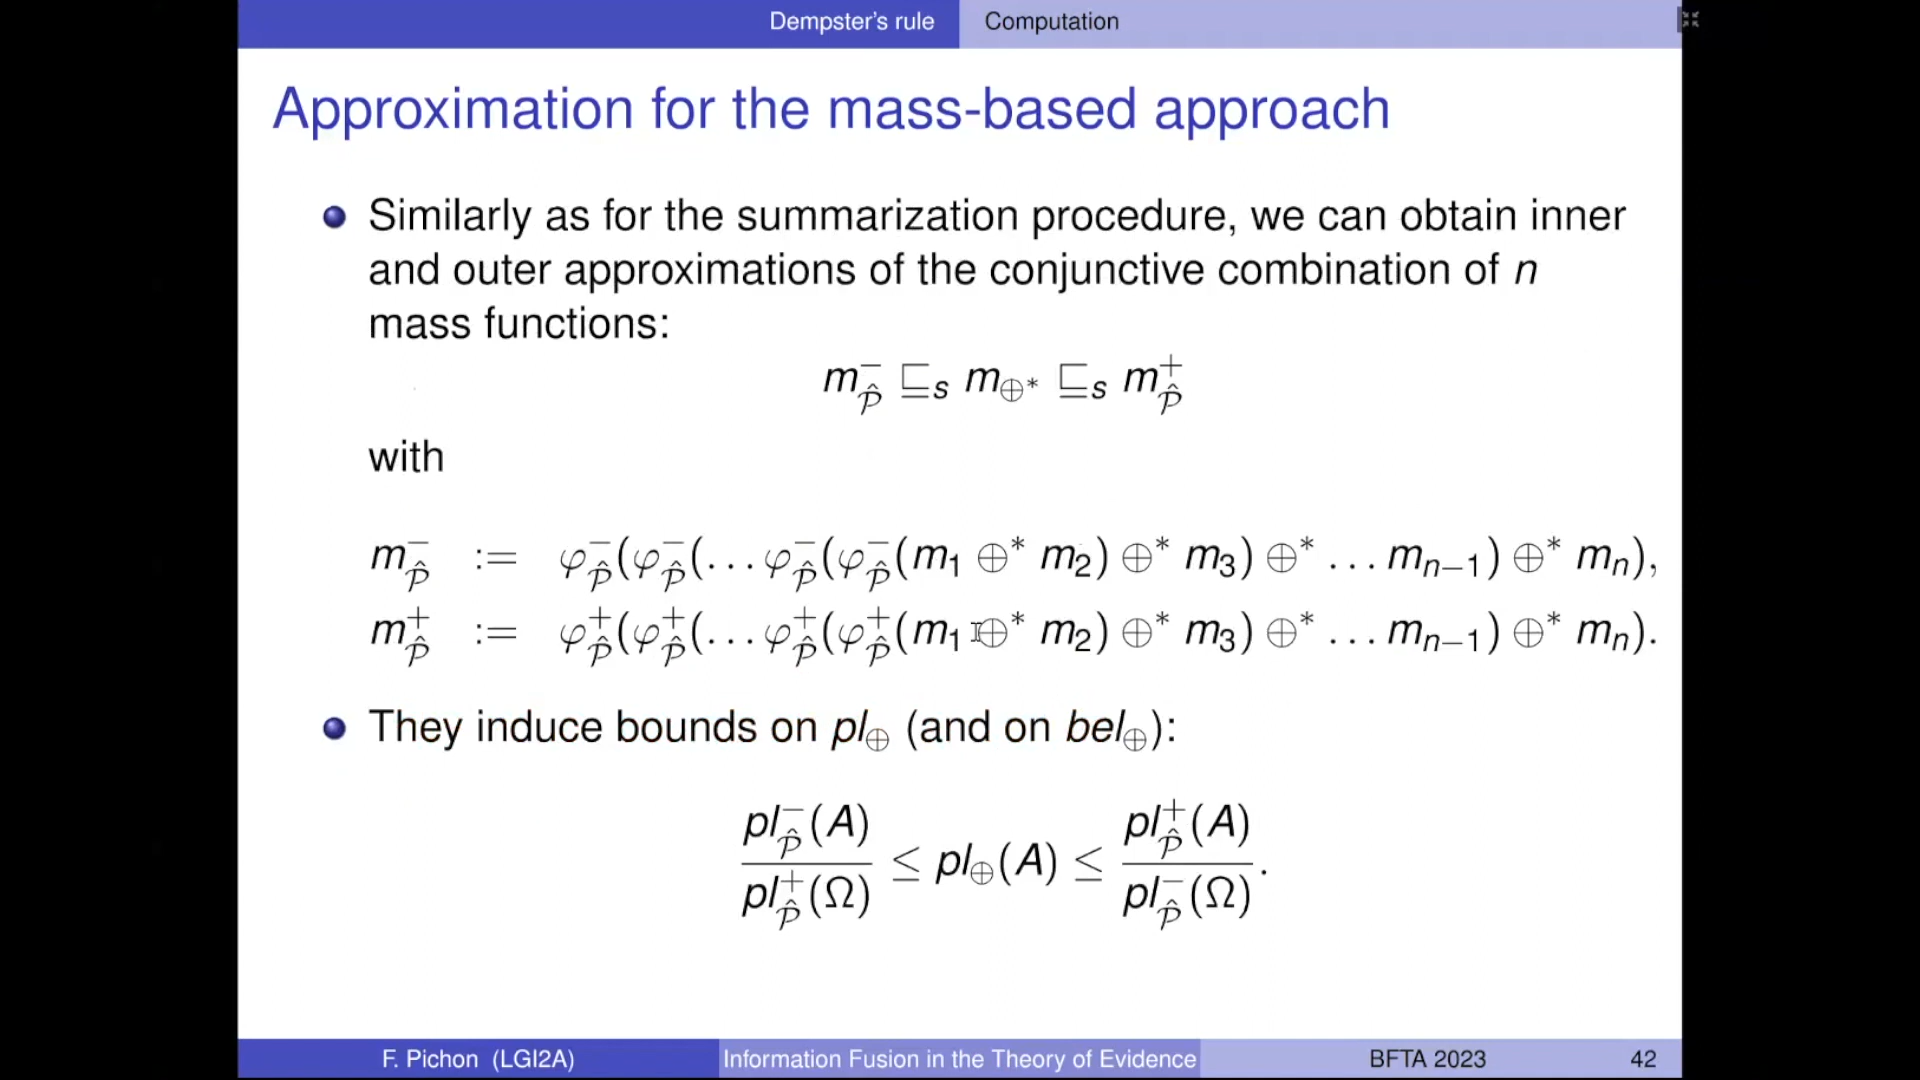 Dempster's rule Computation
Approximation for the mass-based approach
Similarly as for the summarization procedure, we can obtain inner
and outer approximations of the conjunctive combination of n
mass functions:
m⁻_𝒫̂ ⊑_s m_⊕* ⊑_s m⁺_𝒫̂
with
m⁻_𝒫̂ := φ⁻_𝒫̂(φ⁻_𝒫̂(…φ⁻_𝒫̂(φ⁻_𝒫̂(m₁ ⊕* m₂) ⊕* m₃) ⊕* … m_{n−1}) ⊕* m_n),
m⁺_𝒫̂ := φ⁺_𝒫̂(φ⁺_𝒫̂(…φ⁺_𝒫̂(φ⁺_𝒫̂(m₁ ⊕* m₂) ⊕* m₃) ⊕* … m_{n−1}) ⊕* m_n).
They induce bounds on pl_⊕ (and on bel_⊕):
pl⁻_𝒫̂(A) / pl⁺_𝒫̂(Ω) ≤ pl_⊕(A) ≤ pl⁺_𝒫̂(A) / pl⁻_𝒫̂(Ω).
F. Pichon (LGI2A) Information Fusion in the Theory of Evidence BFTA 2023 42